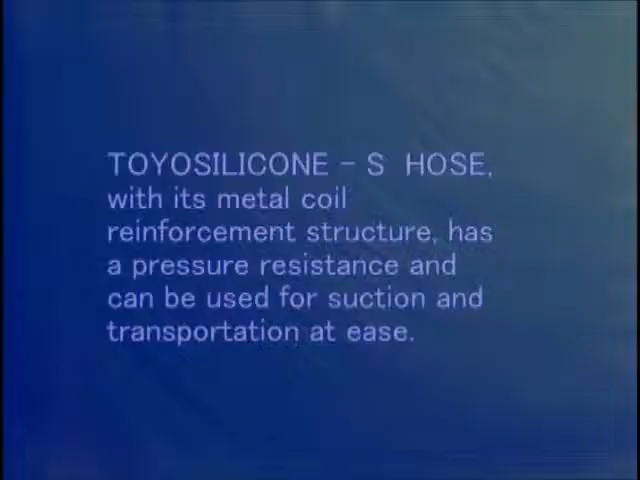 TOYOSILICONE - S HOSE,
with its metal coil
reinforcement structure, has
a pressure resistance and
can be used for suction and
transportation at ease.